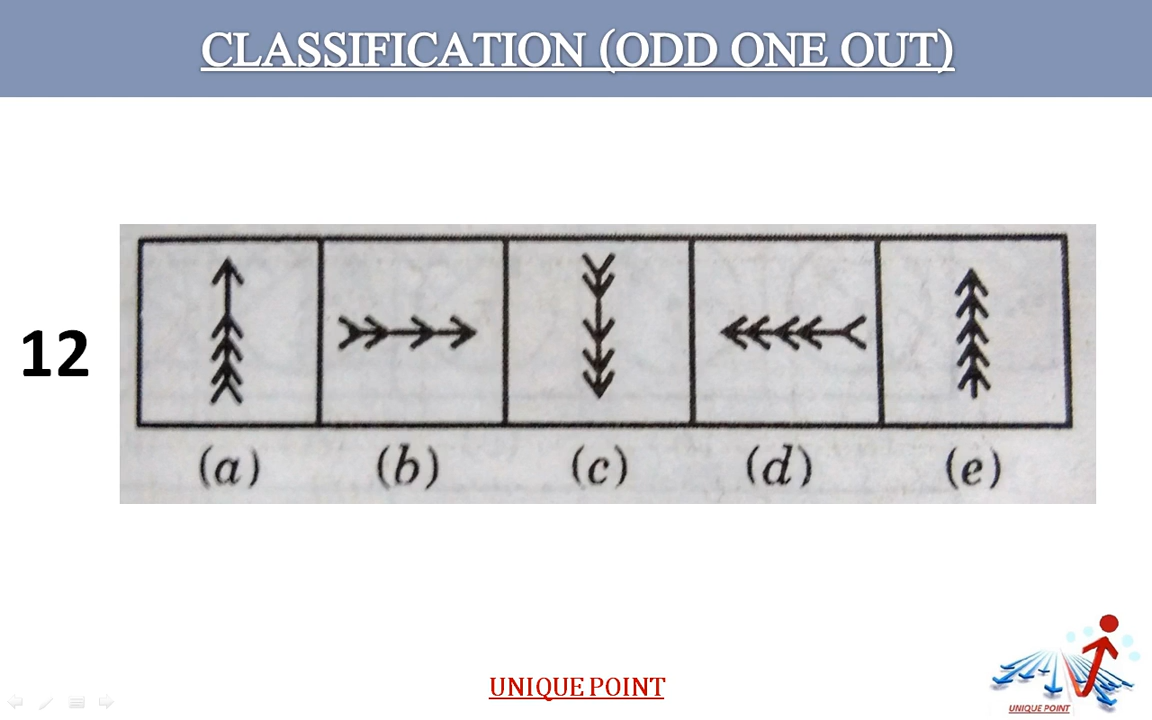 CLASSIFICATION (ODD ONE OUT)
12
(a) (b) (c) (d) (e)
UNIQUE POINT
UNIQUE POINT